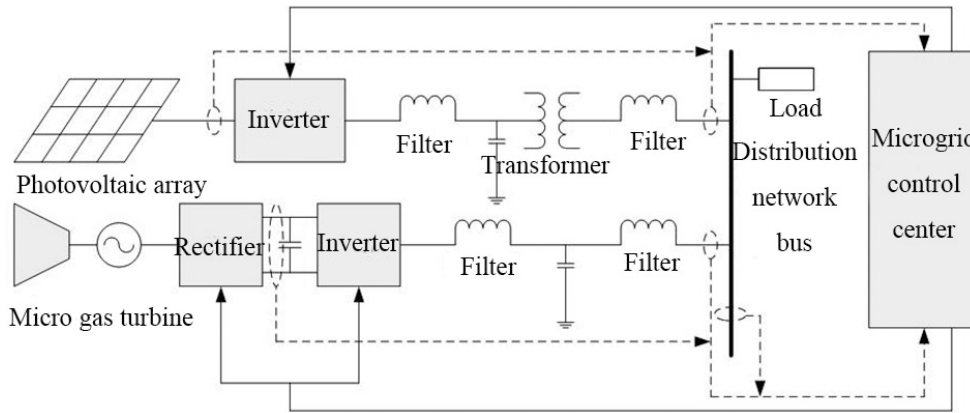 Inverter
Filter
Transformer
Filter
Load
Distribution
network
bus
Microgrid
control
center
Photovoltaic array
Rectifier
Inverter
Filter
Filter
Micro gas turbine